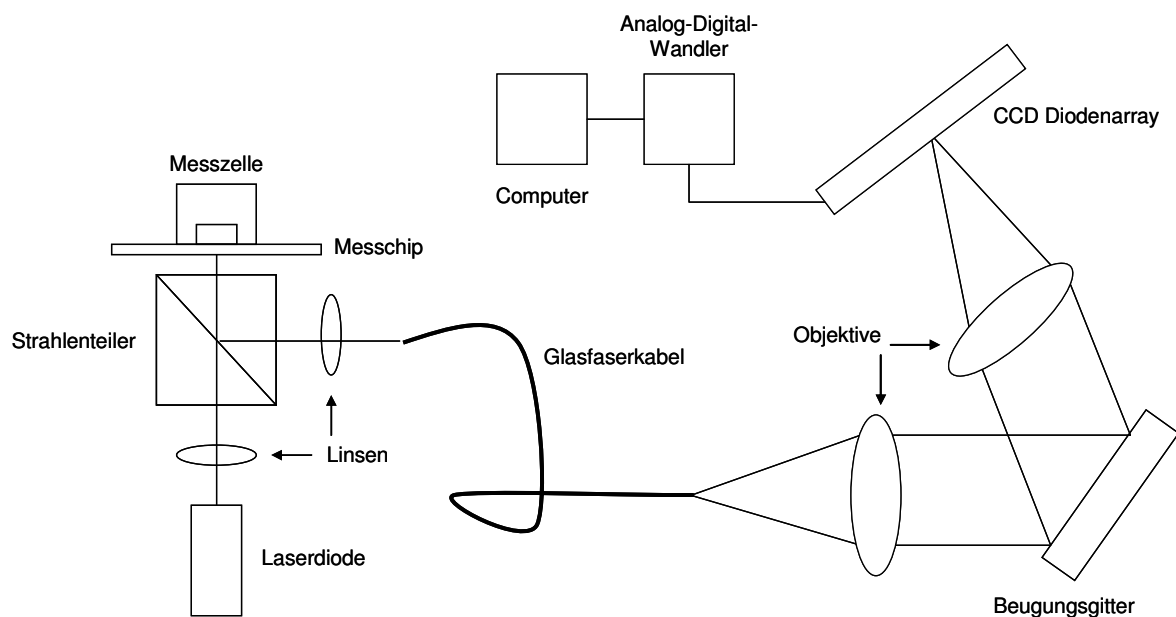 Analog-Digital-
Wandler
CCD Diodenarray
Computer
Messzelle
Messchip
Strahlenteiler
Objektive
Glasfaserkabel
Linsen
Laserdiode
Beugungsgitter